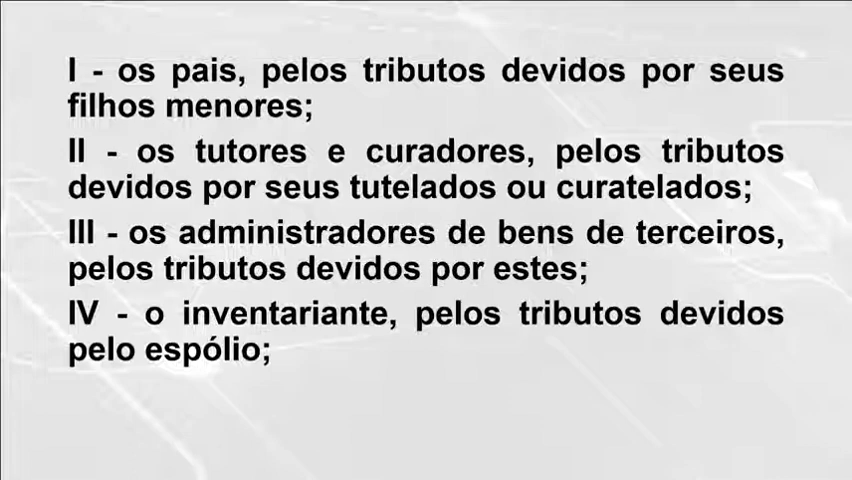 I - os pais, pelos tributos devidos por seus
filhos menores;
II - os tutores e curadores, pelos tributos
devidos por seus tutelados ou curatelados;
III - os administradores de bens de terceiros,
pelos tributos devidos por estes;
IV - o inventariante, pelos tributos devidos
pelo espólio;